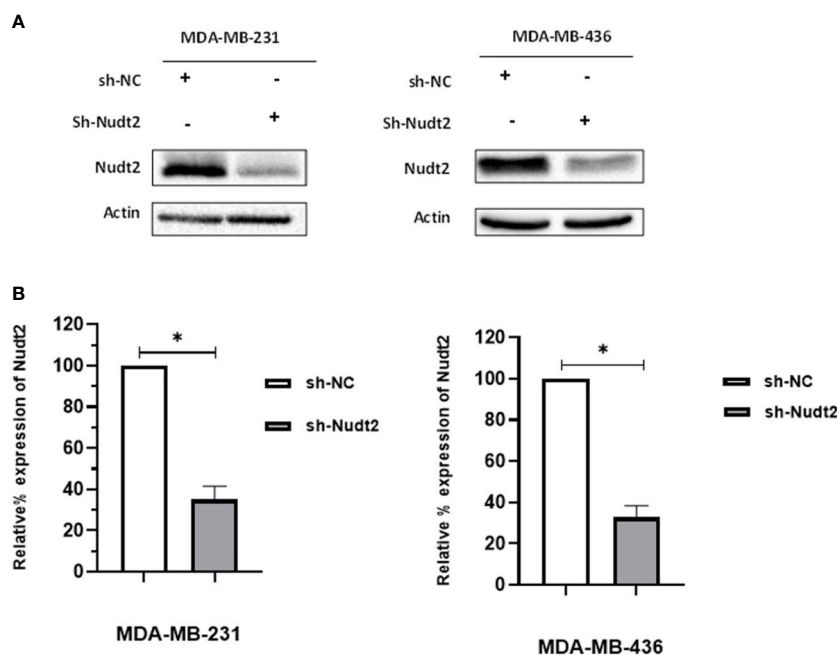 A
MDA-MB-231
sh-NC + -
Sh-Nudt2 - +
Nudt2
Actin
MDA-MB-436
sh-NC + -
Sh-Nudt2 - +
Nudt2
Actin
B
Relative% expression of Nudt2
120
100
80
60
40
20
0
*
sh-NC
sh-Nudt2
MDA-MB-231
Relative % expression of Nudt2
120
100
80
60
40
20
0
*
sh-NC
sh-Nudt2
MDA-MB-436